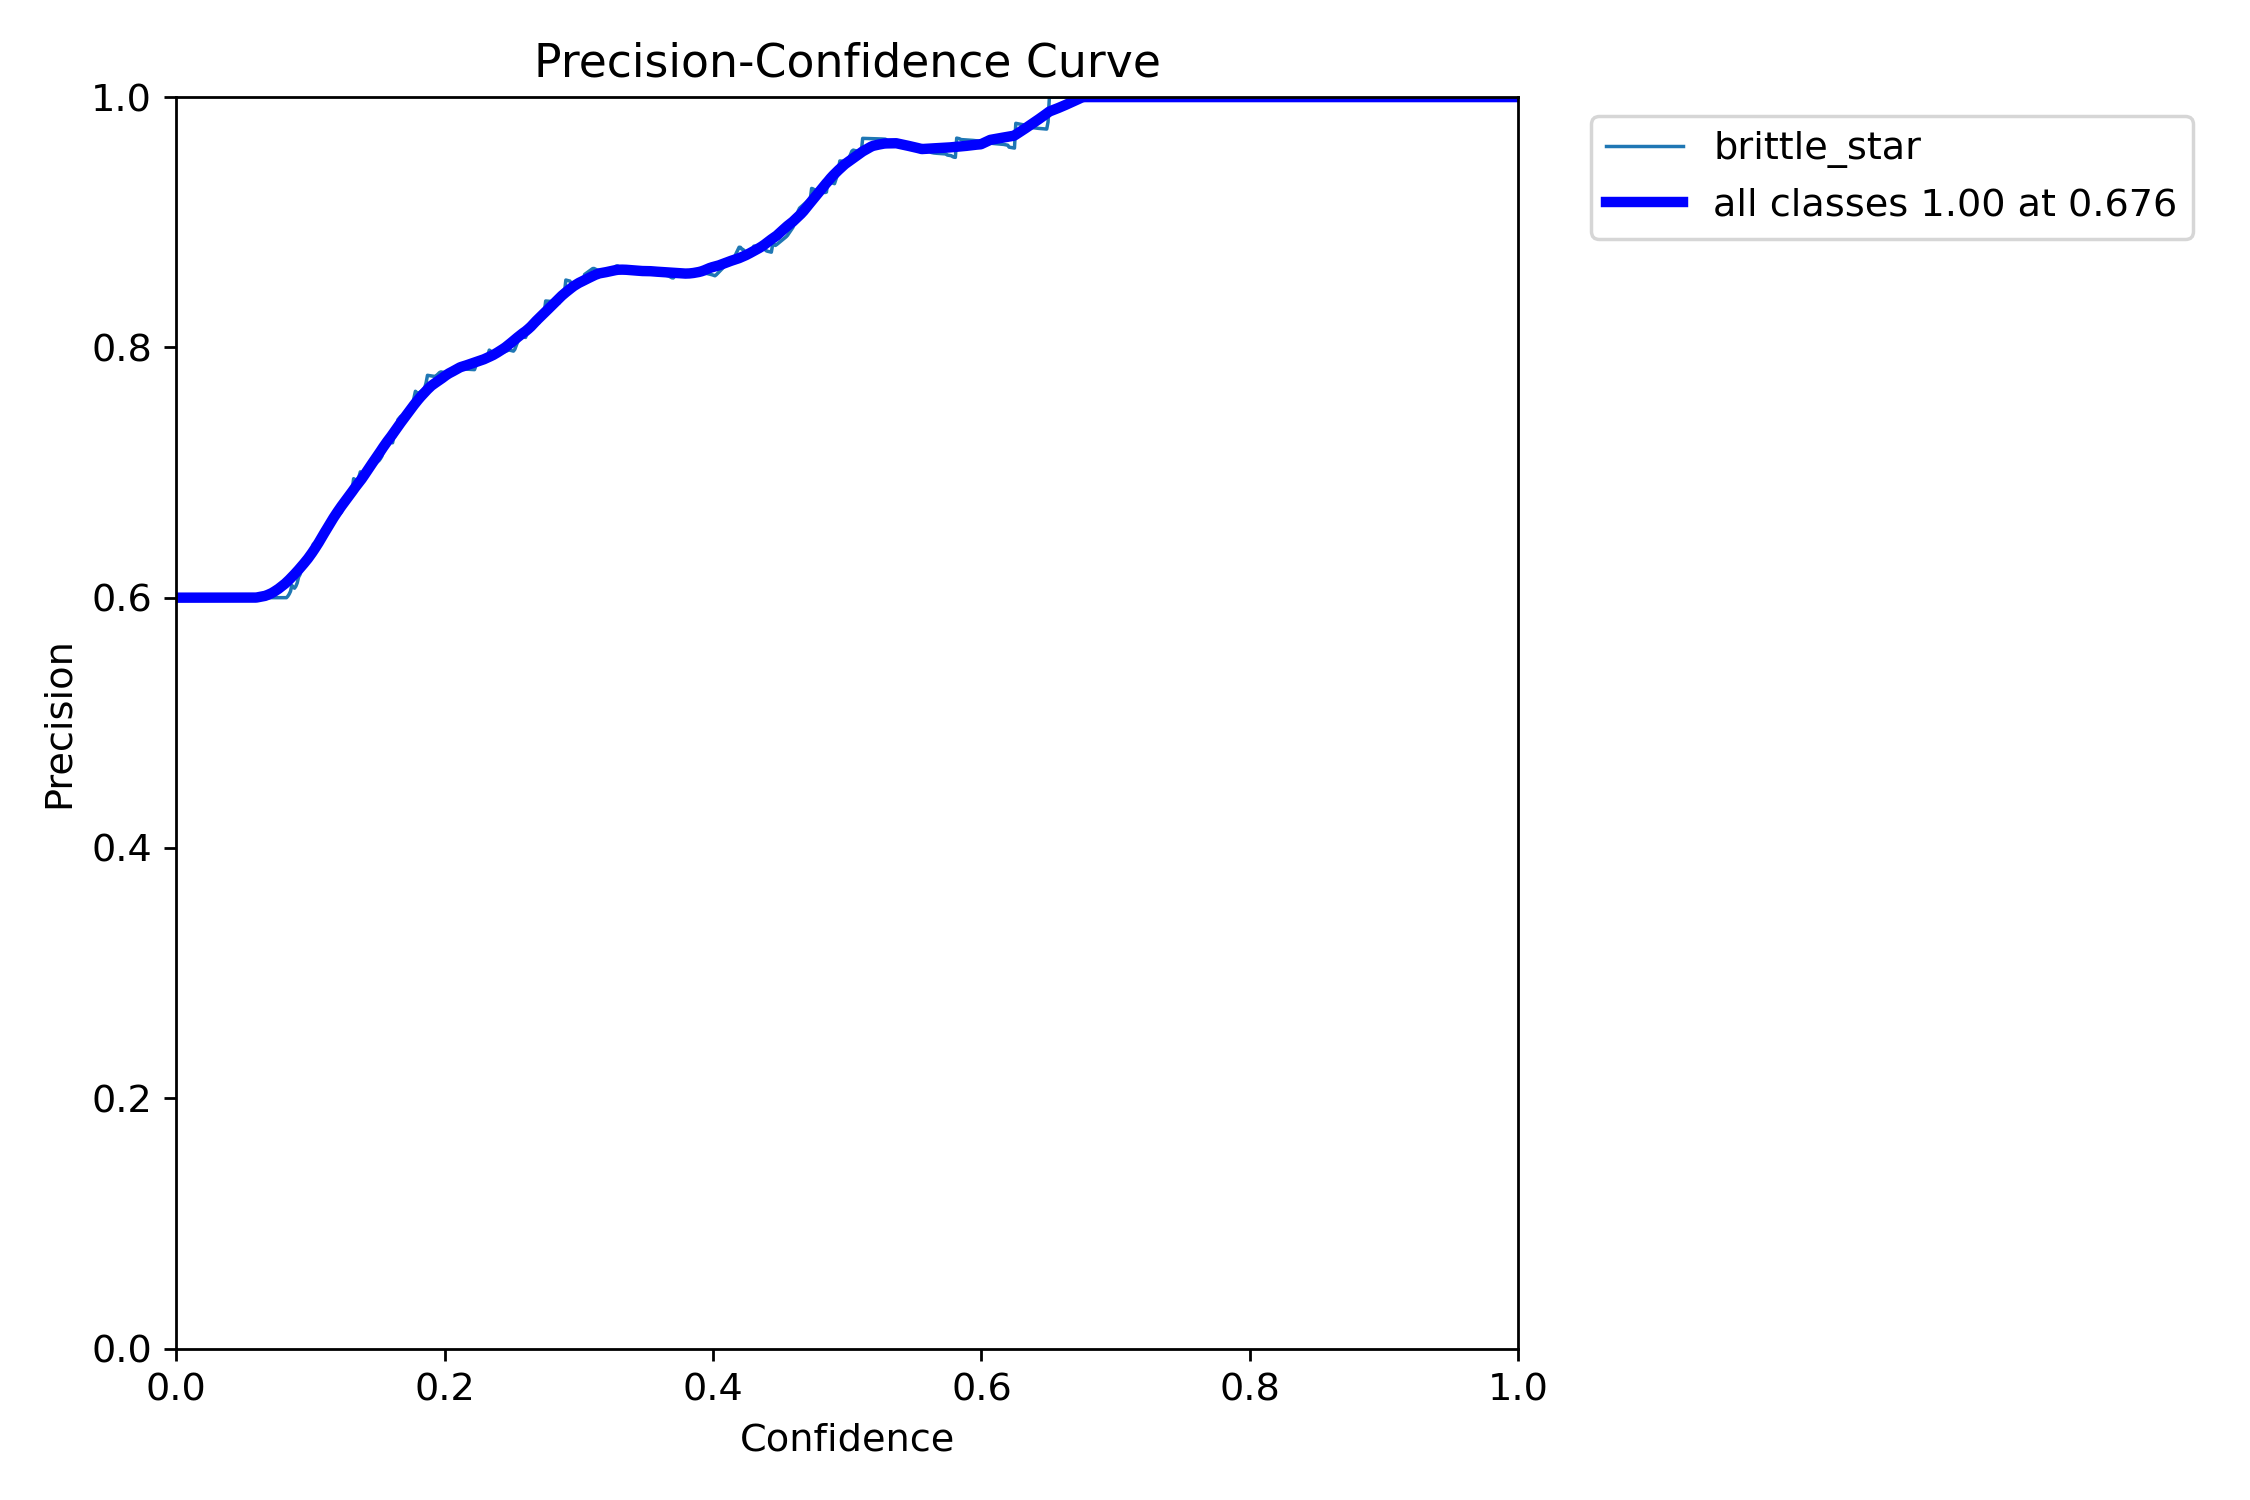 Precision-Confidence Curve
1.0
0.8
0.6
0.4
0.2
0.0
Precision
0.0 0.2 0.4 0.6 0.8 1.0
Confidence
brittle_star
all classes 1.00 at 0.676